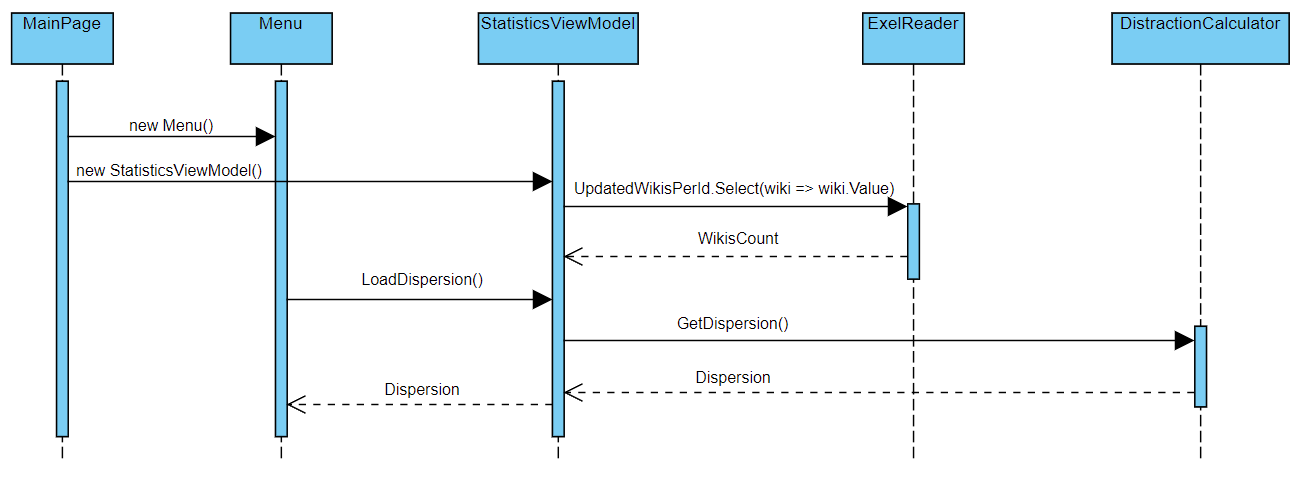 MainPage
Menu
StatisticsViewModel
ExelReader
DistractionCalculator
new Menu()
new StatisticsViewModel()
UpdatedWikisPerId.Select(wiki => wiki.Value)
WikisCount
LoadDispersion()
GetDispersion()
Dispersion
Dispersion